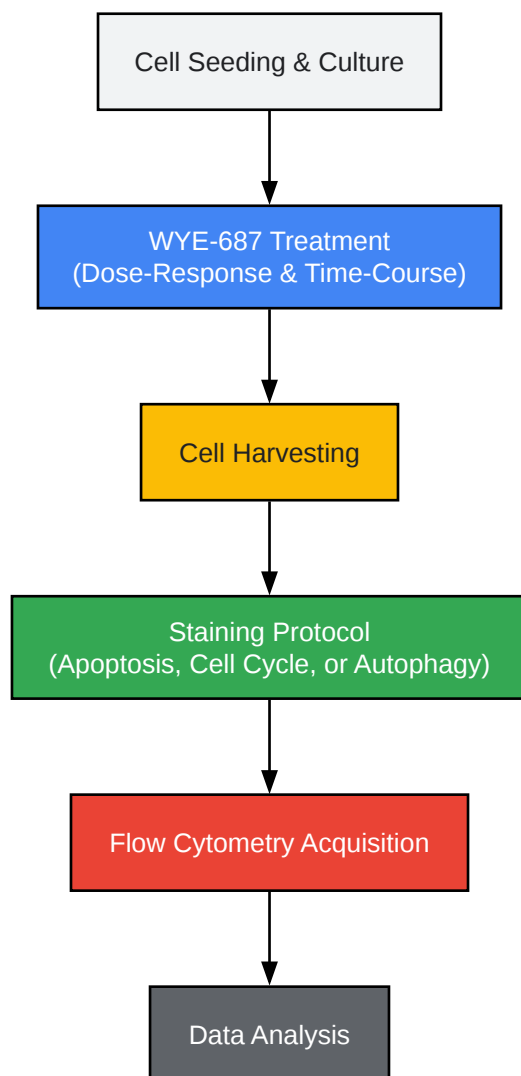 Cell Seeding & Culture
WYE-687 Treatment
(Dose-Response & Time-Course)
Cell Harvesting
Staining Protocol
(Apoptosis, Cell Cycle, or Autophagy)
Flow Cytometry Acquisition
Data Analysis